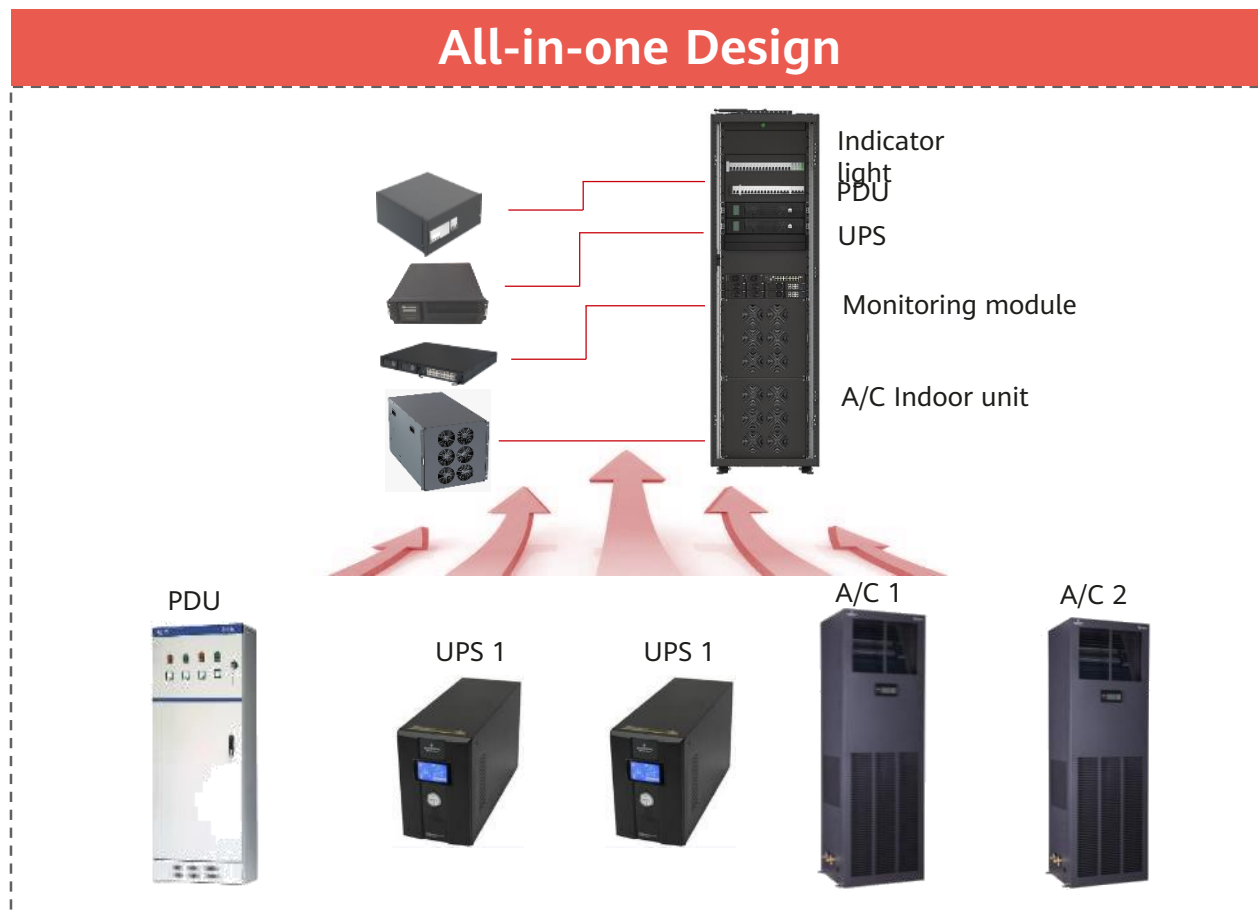 All-in-one Design
Indicator
light
PDU
UPS
Monitoring module
A/C Indoor unit
PDU
UPS 1
UPS 1
A/C 1
A/C 2